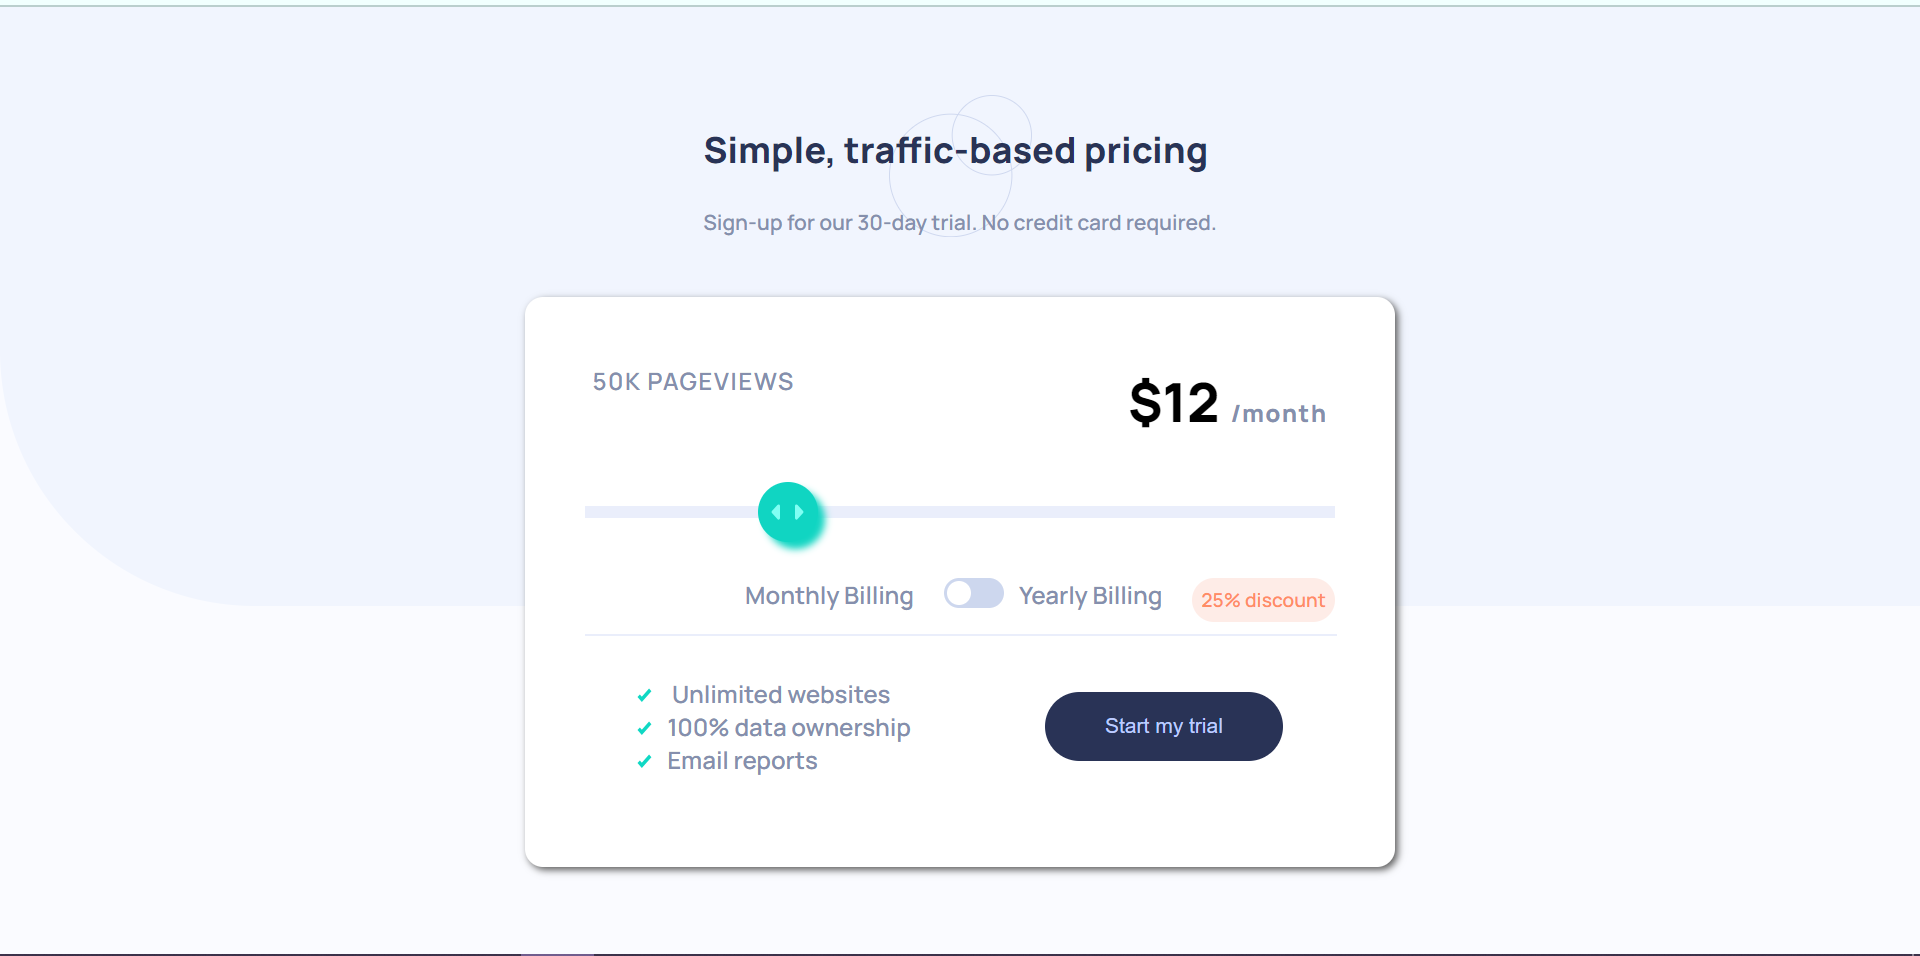 Simple, traffic-based pricing
Sign-up for our 30-day trial. No credit card required.
50K PAGEVIEWS
$12 /month
Monthly Billing
Yearly Billing
25% discount
Unlimited websites
100% data ownership
Email reports
Start my trial